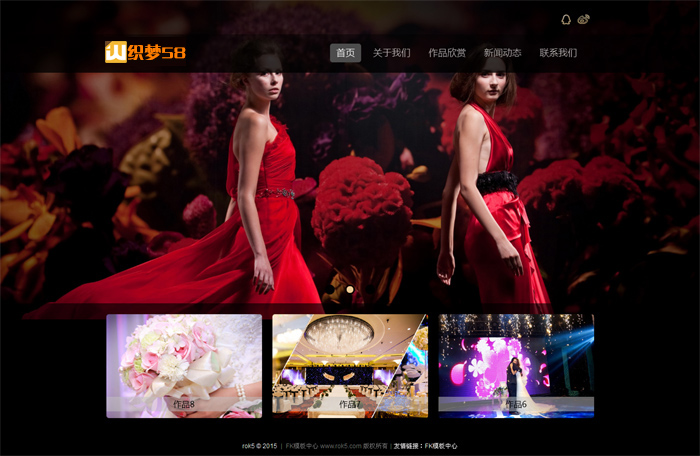 织梦58
首页 关于我们 作品欣赏 新闻动态 联系我们
作品8 作品7 作品6
rok5 © 2015 | FK模板中心 www.rok5.com 版权所有 | 友情链接：FK模板中心